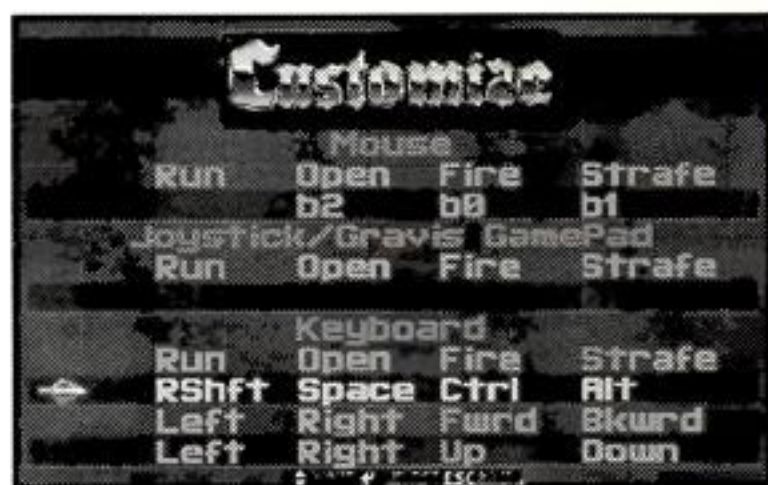 Customize
Mouse
Run Open Fire Strafe
b2 b0 b1
Joystick/Gravis GamePad
Run Open Fire Strafe
Keyboard
Run Open Fire Strafe
RShft Space Ctrl Alt
Left Right Fwrd Bkwrd
Left Right Up Down
ESC